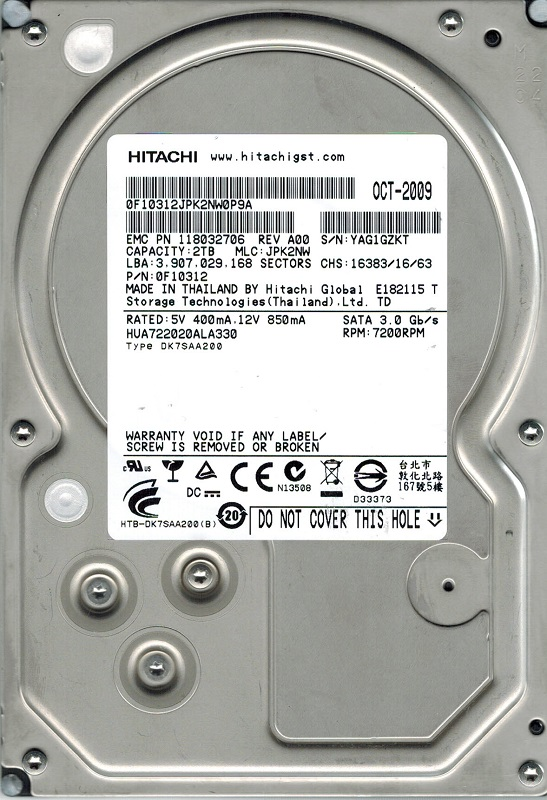 HITACHI www.hitachigst.com
0F10312JPK2NW0P9A OCT-2009
EMC PN 118032706 REV A00 S/N:YAG1GZKT
CAPACITY:2TB MLC:JPK2NW
LBA:3.907.029.168 SECTORS CHS:16383/16/63
P/N:0F10312
MADE IN THAILAND BY Hitachi Global E182115 T
Storage Technologies(Thailand).Ltd. TD
RATED:5V 400mA,12V 850mA SATA 3.0 Gb/s
HUA722020ALA330 RPM:7200RPM
Type DK7SAA200
WARRANTY VOID IF ANY LABEL/
SCREW IS REMOVED OR BROKEN
c US
DC
CE
N13508
D33373
台北市
敦化北路
167號5樓
HTB-DK7SAA200(B) 20 DO NOT COVER THIS HOLE